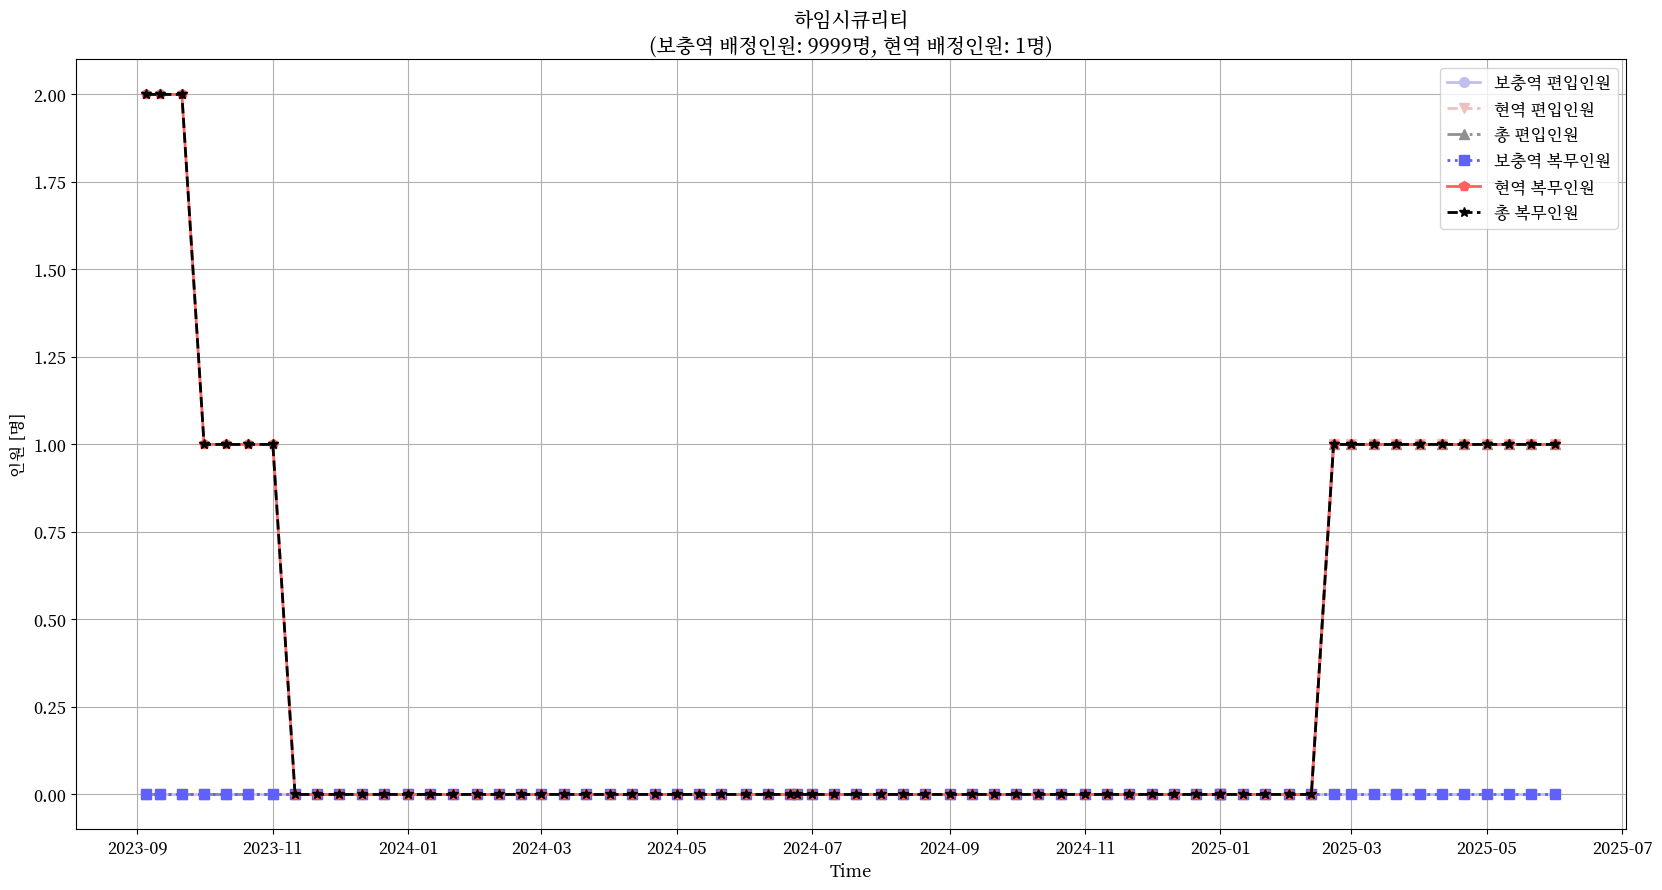 하임시큐리티
(보충역 배정인원: 9999명, 현역 배정인원: 1명)
보충역 편입인원
현역 편입인원
총 편입인원
보충역 복무인원
현역 복무인원
총 복무인원
인원 [명]
2.00
1.75
1.50
1.25
1.00
0.75
0.50
0.25
0.00
2023-09
2023-11
2024-01
2024-03
2024-05
2024-07
2024-09
2024-11
2025-01
2025-03
2025-05
2025-07
Time